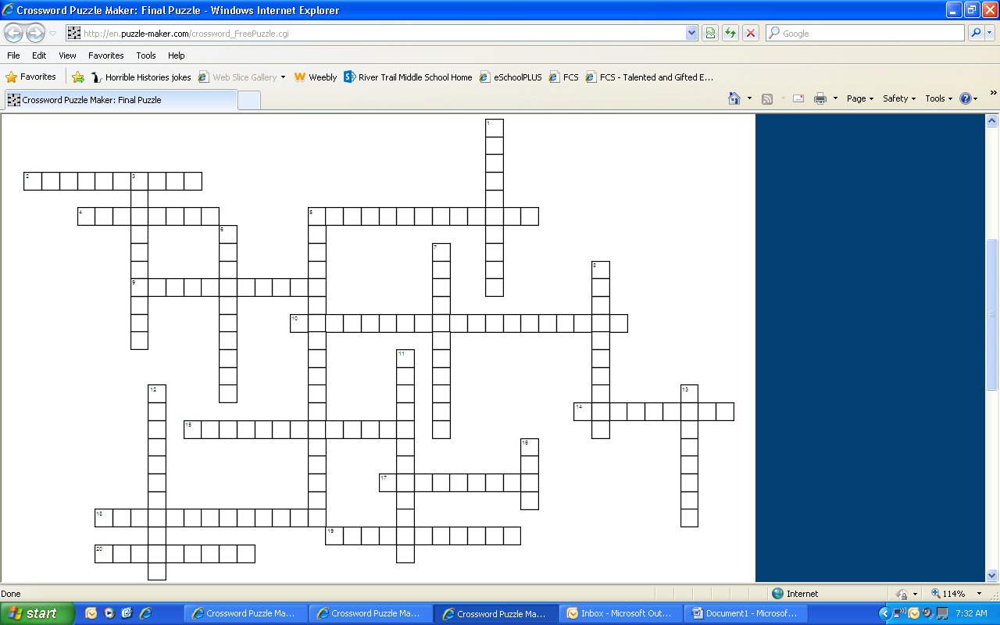 Crossword Puzzle Maker: Final Puzzle - Windows Internet Explorer
http://en.puzzle-maker.com/crossword_FreePuzzle.cgi
Google
File Edit View Favorites Tools Help
Favorites Horrible Histories jokes Web Slice Gallery Weebly River Trail Middle School Home eSchoolPLUS FCS FCS - Talented and Gifted E...
Crossword Puzzle Maker: Final Puzzle
Page Safety Tools
1
2 3
4 5
6
7
8
9
10
11
12 13
14
15
16
17
18
19
20
Done Internet 114%
start Crossword Puzzle Ma... Crossword Puzzle Ma... Crossword Puzzle Ma... Inbox - Microsoft Out... Document1 - Microsof... 7:32 AM